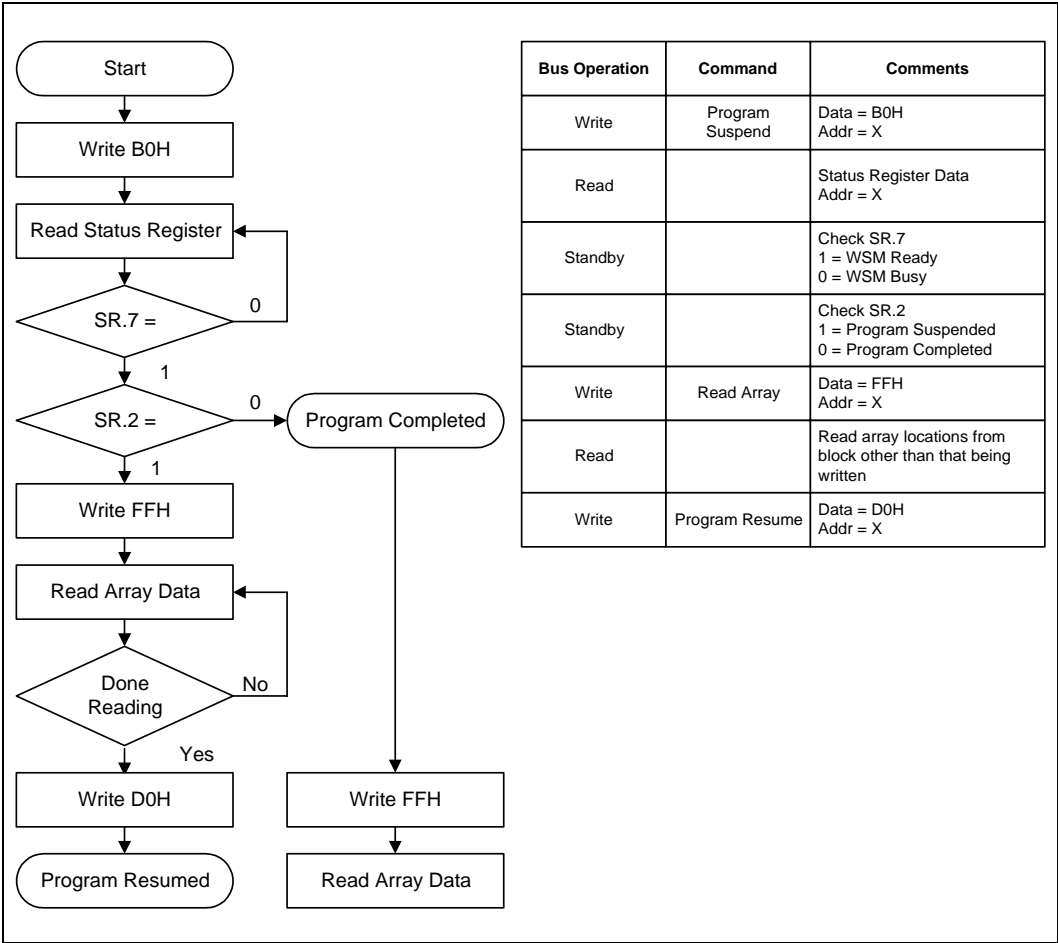 Start
Write B0H
Read Status Register
SR.7 =
0
1
SR.2 =
0
Program Completed
1
Write FFH
Read Array Data
Done
Reading
No
Yes
Write D0H
Write FFH
Program Resumed
Read Array Data
Bus Operation
Command
Comments
Write
Program
Suspend
Data = B0H
Addr = X
Read
Status Register Data
Addr = X
Standby
Check SR.7
1 = WSM Ready
0 = WSM Busy
Standby
Check SR.2
1 = Program Suspended
0 = Program Completed
Write
Read Array
Data = FFH
Addr = X
Read
Read array locations from
block other than that being
written
Write
Program Resume
Data = D0H
Addr = X